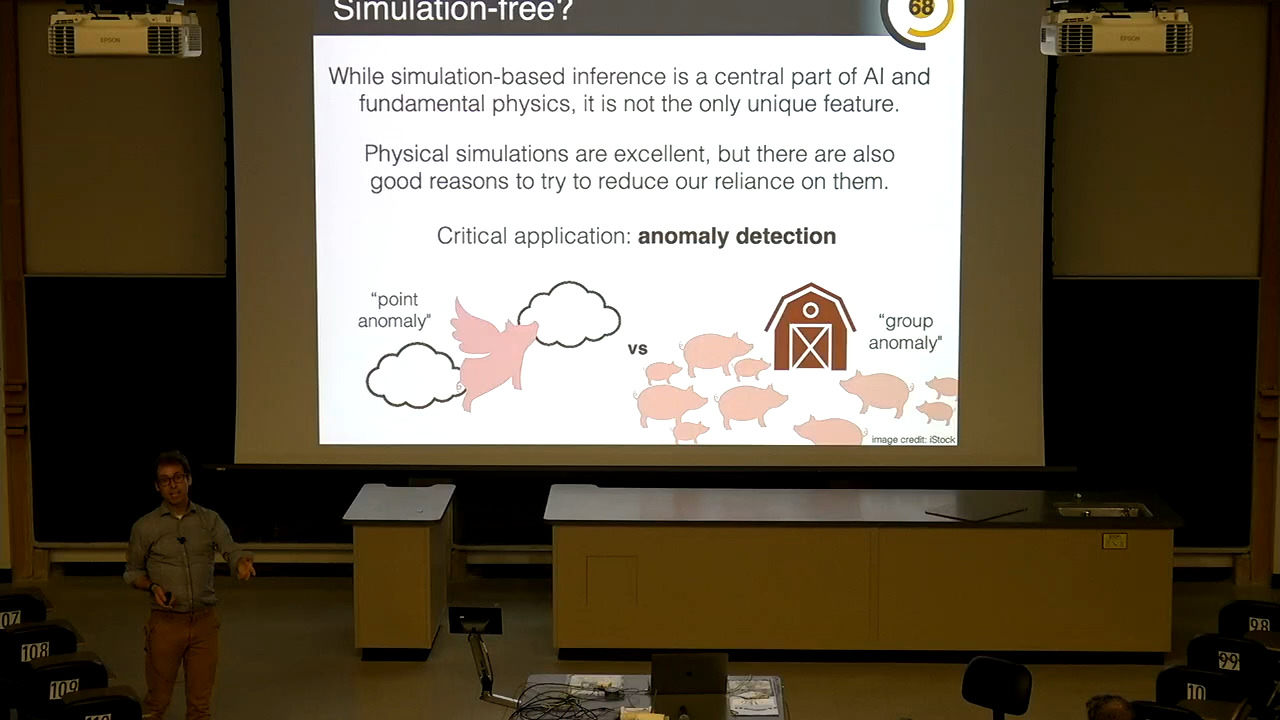 Simulation-free?
68
EPSON
EPSON
While simulation-based inference is a central part of AI and
fundamental physics, it is not the only unique feature.
Physical simulations are excellent, but there are also
good reasons to try to reduce our reliance on them.
Critical application: anomaly detection
"point
anomaly"
vs
"group
anomaly"
image credit: iStock
07
108
109
110
98
99
10